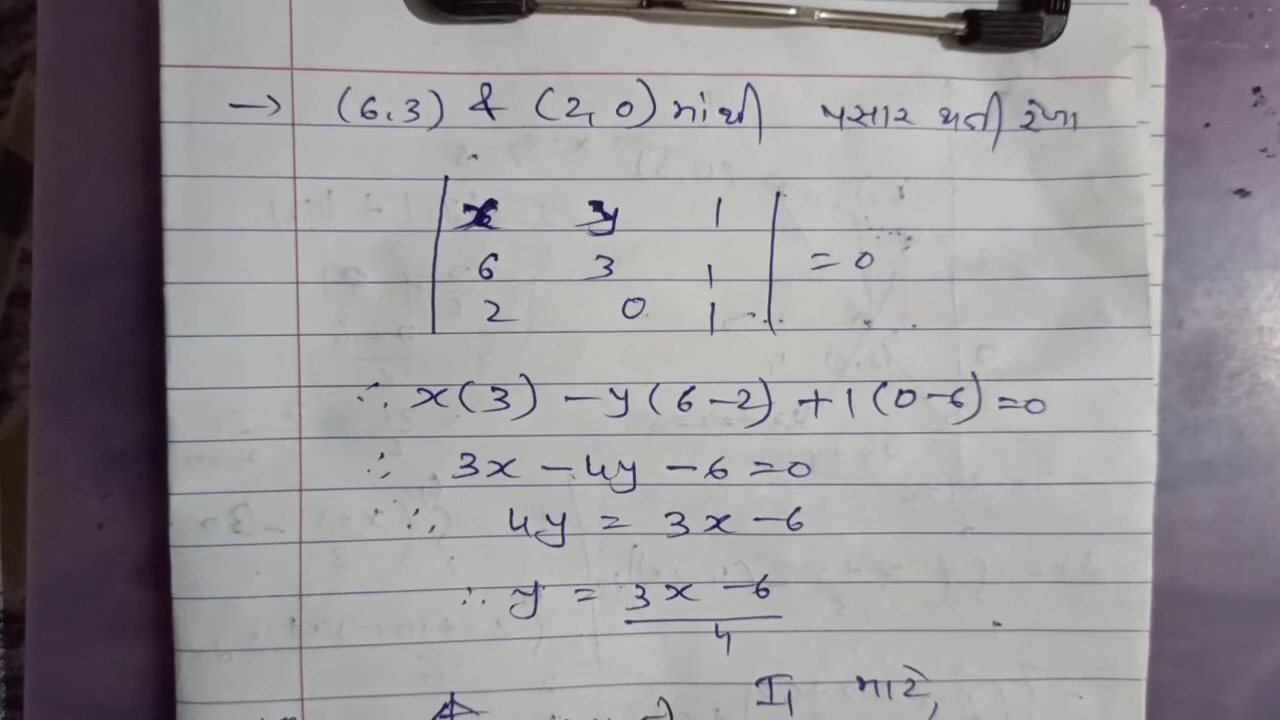 → (6,3) & (2,0) માંથી પસાર થતી રેખા
| x y 1 |
| 6 3 1 | = 0
| 2 0 1 |
∴ x(3) - y(6-2) + 1(0-6) = 0
∴ 3x - 4y - 6 = 0
∴ 4y = 3x - 6
∴ y = 3x - 6
4
I₁ માટે,